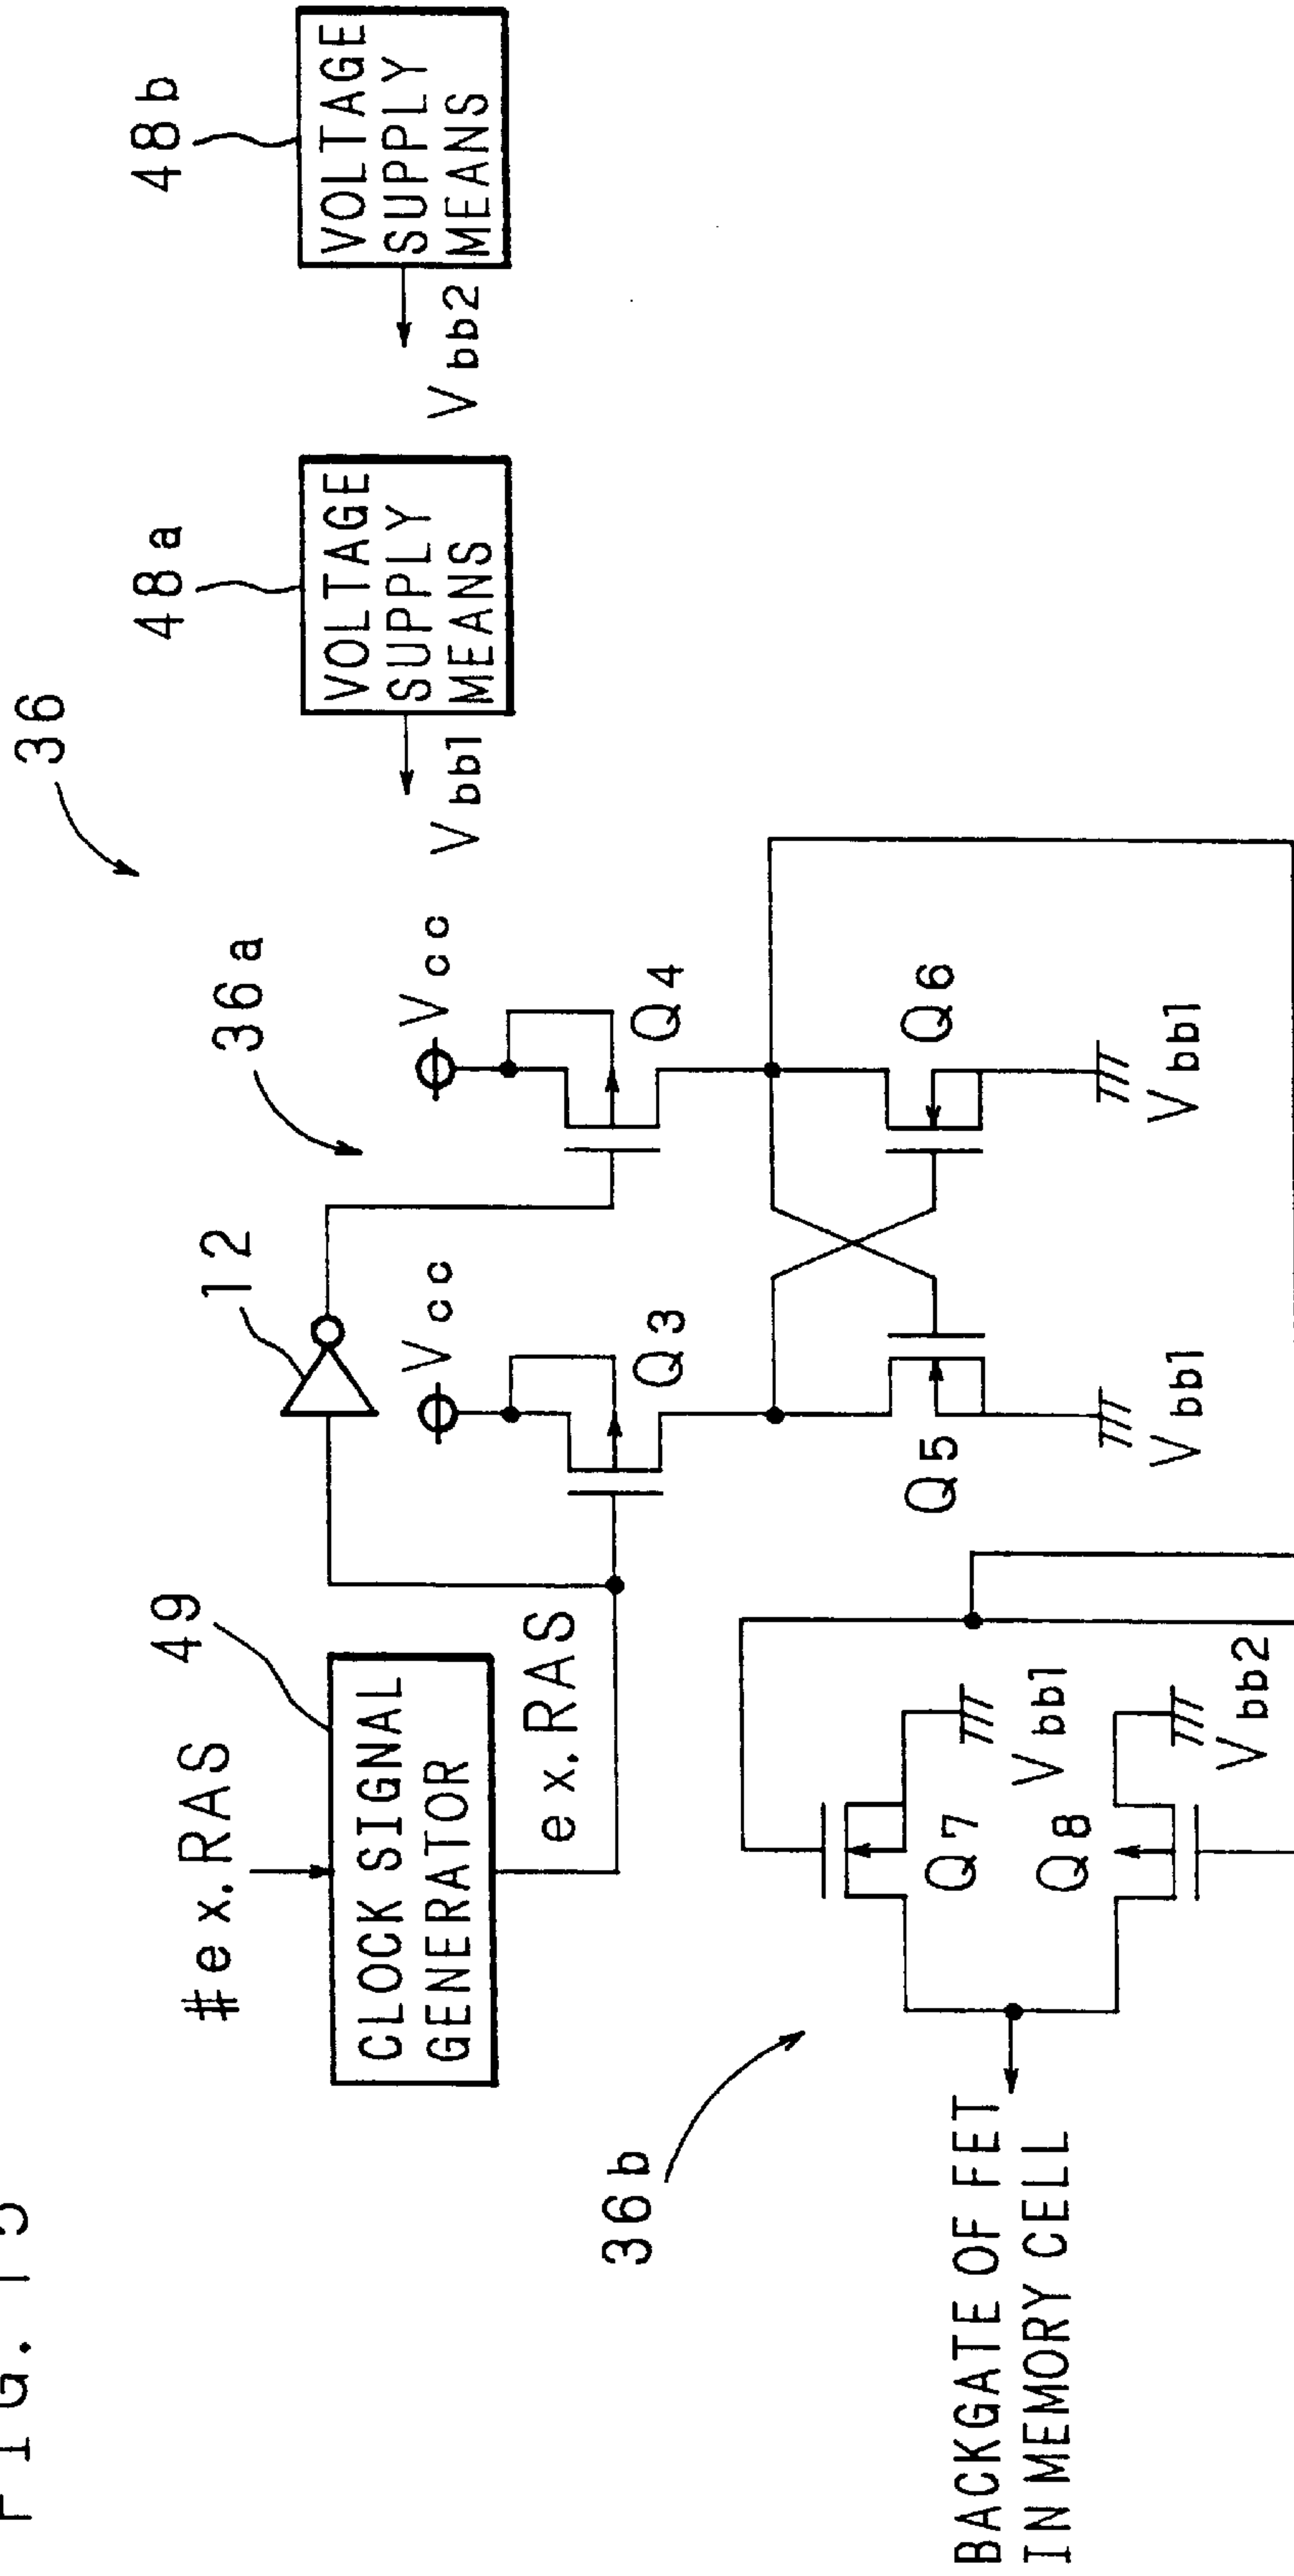 FIG. 15
36
48a
48b
36a
12
49
#ex.RAS
VOLTAGE
SUPPLY
MEANS
VOLTAGE
SUPPLY
MEANS
CLOCK SIGNAL
GENERATOR
Vcc
Vcc
Vbb1
Vbb2
ex.RAS
Q3
Q4
36b
Q5
Q6
Vbb1
Vbb1
BACKGATE OF FET
IN MEMORY CELL
Q7
Vbb1
Q8
Vbb2